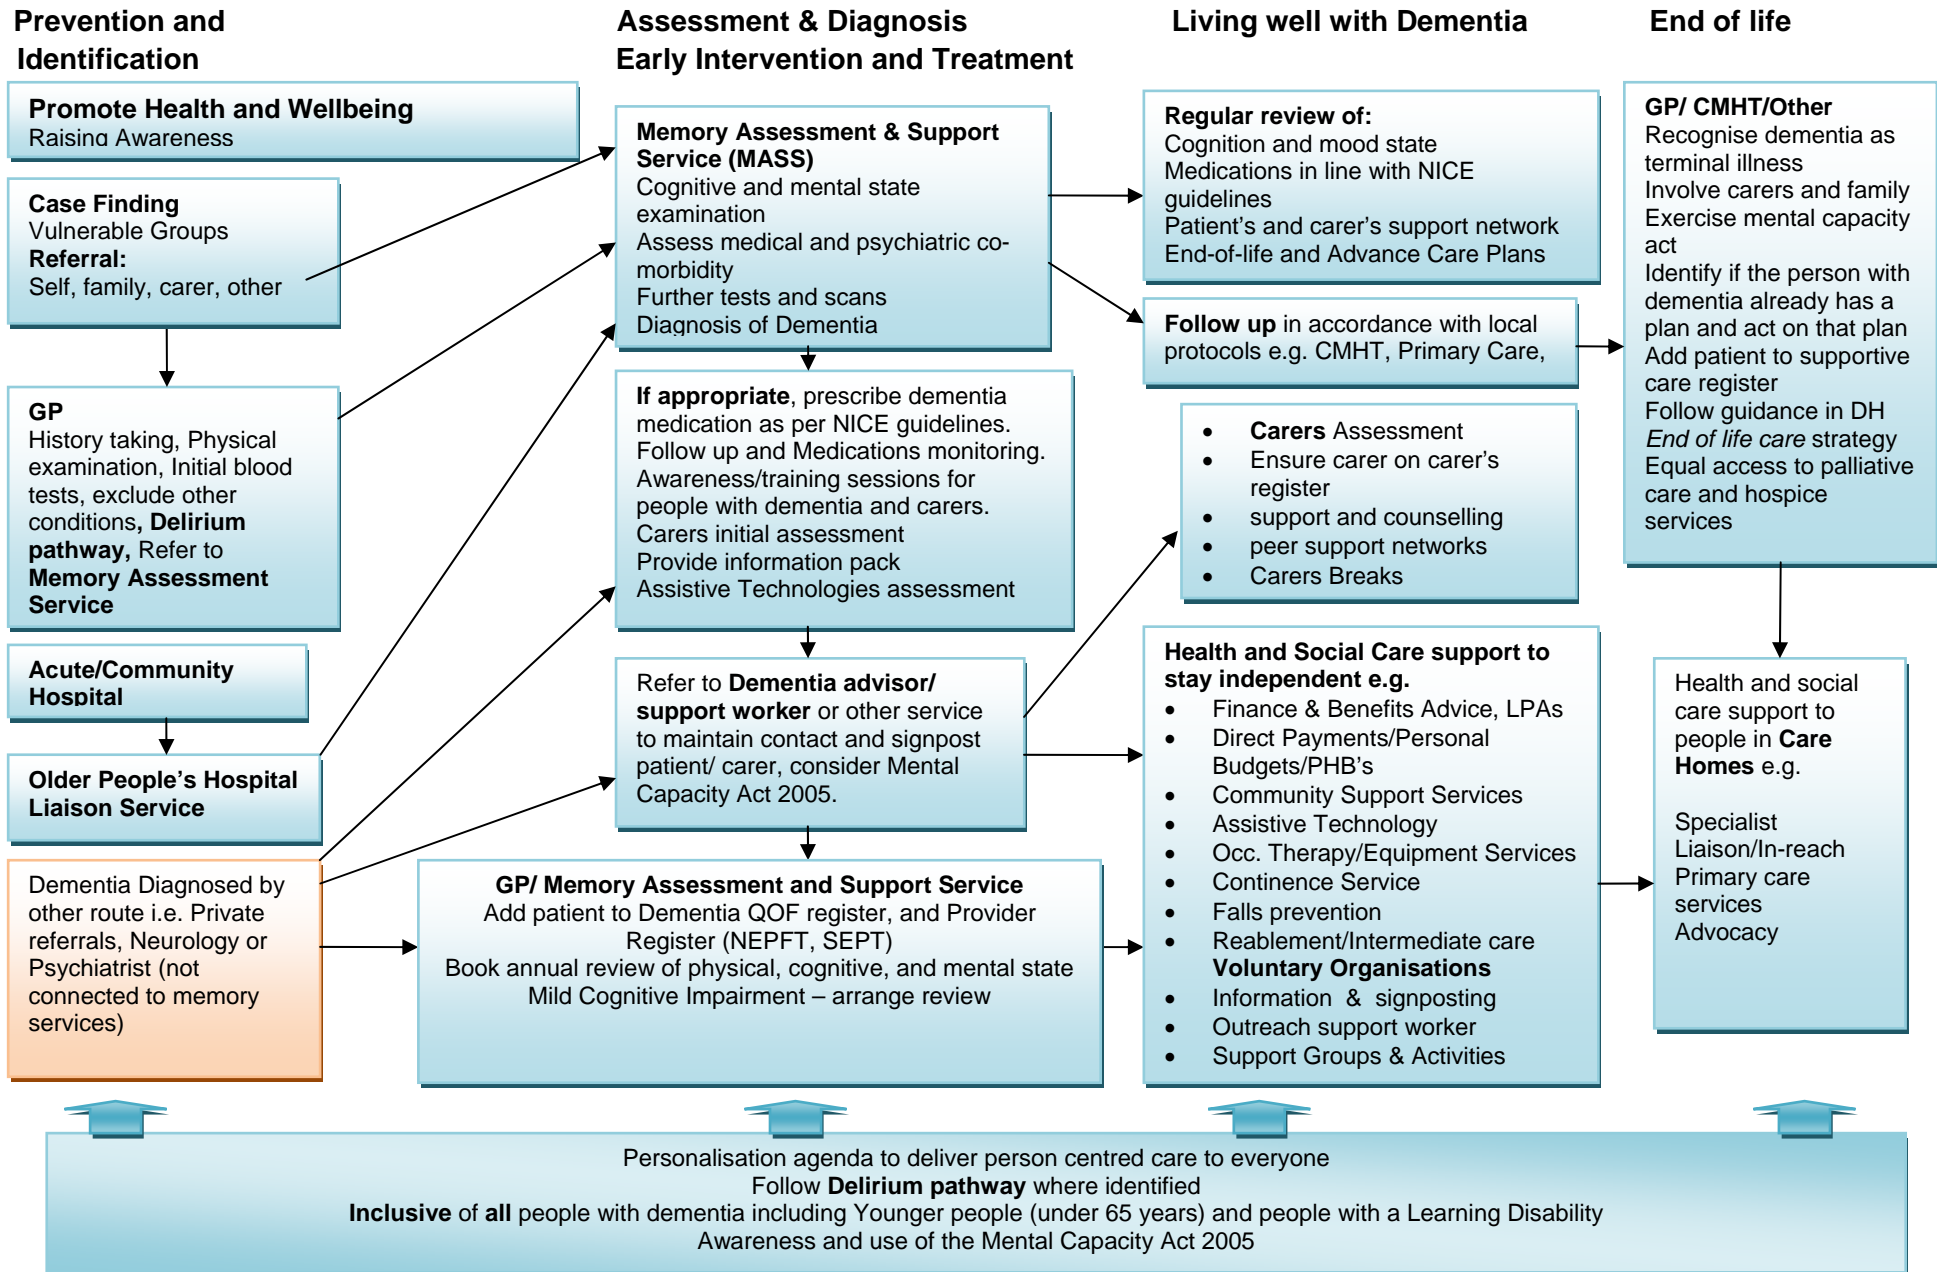 Prevention and
Identification
Promote Health and Wellbeing
Raising Awareness
Case Finding
Vulnerable Groups
Referral:
Self, family, carer, other
GP
History taking, Physical
examination, Initial blood
tests, exclude other
conditions, Delirium
pathway, Refer to
Memory Assessment
Service
Acute/Community
Hospital
Older People's Hospital
Liaison Service
Dementia Diagnosed by
other route i.e. Private
referrals, Neurology or
Psychiatrist (not
connected to memory
services)
Assessment & Diagnosis
Early Intervention and Treatment
Memory Assessment & Support
Service (MASS)
Cognitive and mental state
examination
Assess medical and psychiatric co-
morbidity
Further tests and scans
Diagnosis of Dementia
If appropriate, prescribe dementia
medication as per NICE guidelines.
Follow up and Medications monitoring.
Awareness/training sessions for
people with dementia and carers.
Carers initial assessment
Provide information pack
Assistive Technologies assessment
Refer to Dementia advisor/
support worker or other service
to maintain contact and signpost
patient/ carer, consider Mental
Capacity Act 2005.
GP/ Memory Assessment and Support Service
Add patient to Dementia QOF register, and Provider
Register (NEPFT, SEPT)
Book annual review of physical, cognitive, and mental state
Mild Cognitive Impairment – arrange review
Living well with Dementia
Regular review of:
Cognition and mood state
Medications in line with NICE
guidelines
Patient's and carer's support network
End-of-life and Advance Care Plans
Follow up in accordance with local
protocols e.g. CMHT, Primary Care,
• Carers Assessment
• Ensure carer on carer's
register
• support and counselling
• peer support networks
• Carers Breaks
Health and Social Care support to
stay independent e.g.
• Finance & Benefits Advice, LPAs
• Direct Payments/Personal
Budgets/PHB's
• Community Support Services
• Assistive Technology
• Occ. Therapy/Equipment Services
• Continence Service
• Falls prevention
• Reablement/Intermediate care
Voluntary Organisations
• Information & signposting
• Outreach support worker
• Support Groups & Activities
End of life
GP/ CMHT/Other
Recognise dementia as
terminal illness
Involve carers and family
Exercise mental capacity
act
Identify if the person with
dementia already has a
plan and act on that plan
Add patient to supportive
care register
Follow guidance in DH
End of life care strategy
Equal access to palliative
care and hospice
services
Health and social
care support to
people in Care
Homes e.g.
Specialist
Liaison/In-reach
Primary care
services
Advocacy
Personalisation agenda to deliver person centred care to everyone
Follow Delirium pathway where identified
Inclusive of all people with dementia including Younger people (under 65 years) and people with a Learning Disability
Awareness and use of the Mental Capacity Act 2005